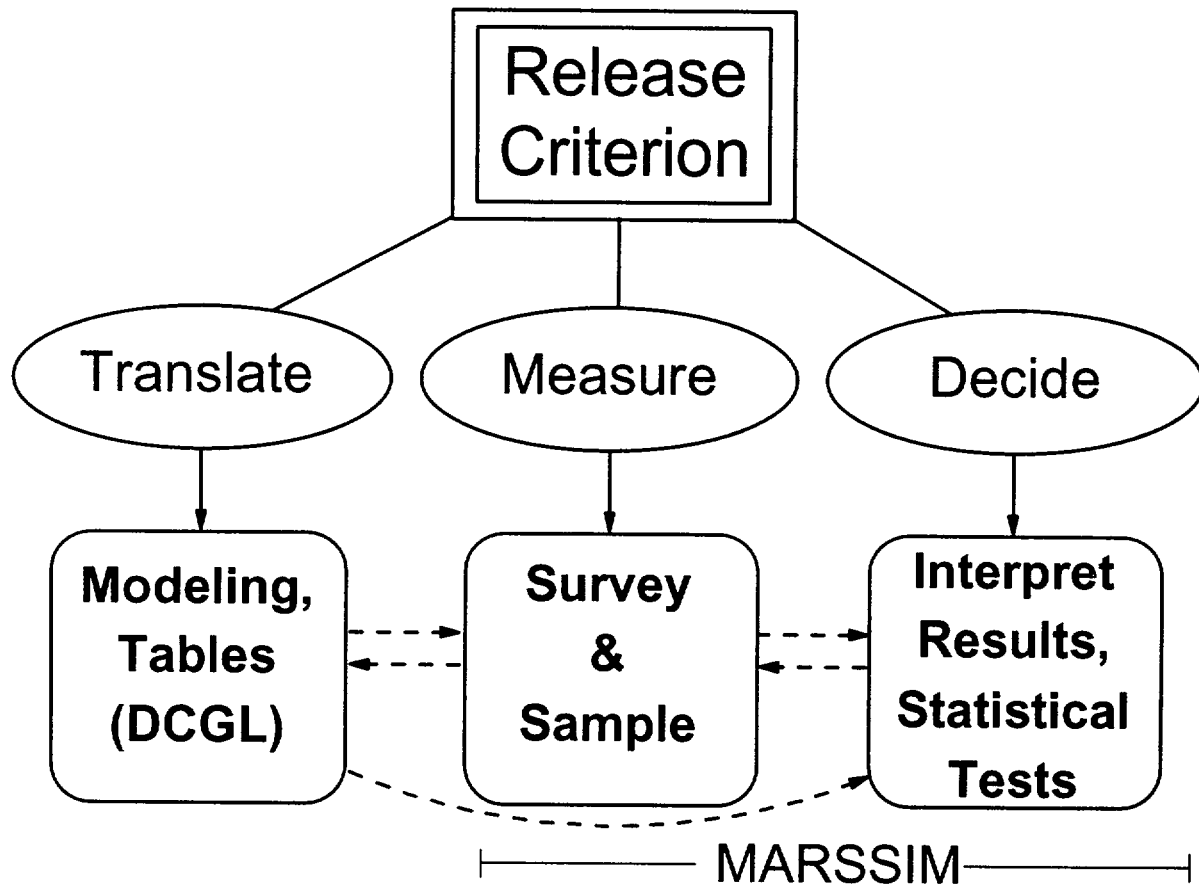 Release
Criterion
Translate
Measure
Decide
Modeling,
Tables
(DCGL)
Survey
&
Sample
Interpret
Results,
Statistical
Tests
MARSSIM